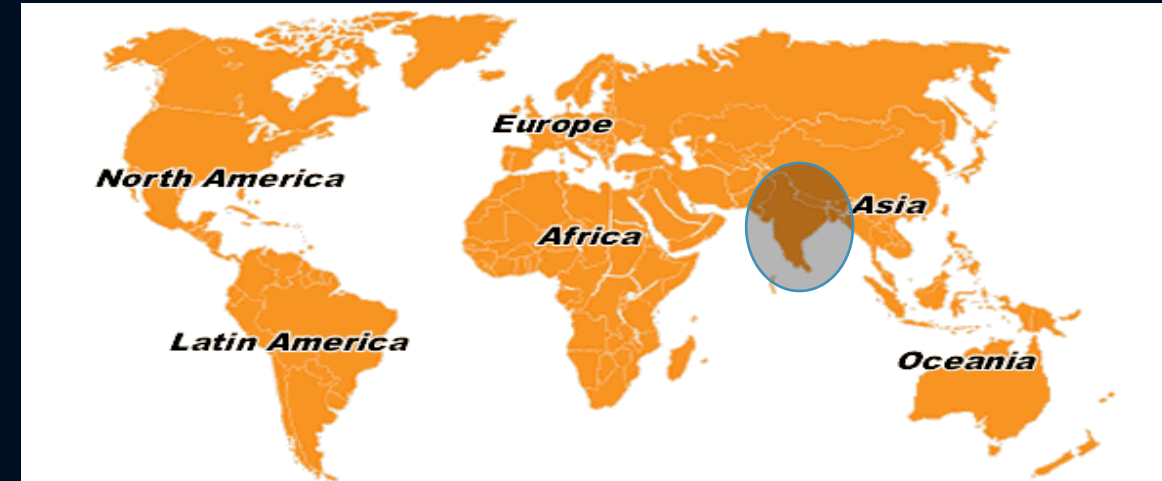 Europe
North America
Asia
Africa
Latin America
Oceania